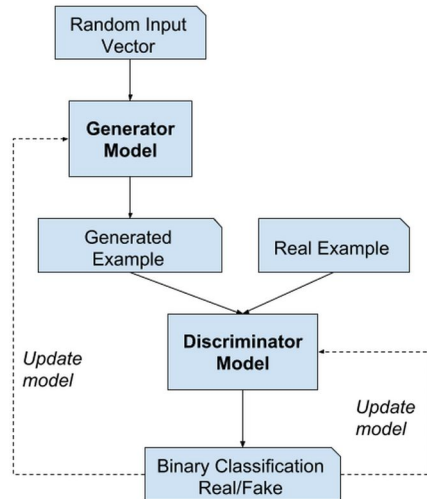 Random Input
Vector
Generator
Model
Generated
Example
Real Example
Discriminator
Model
Update
model
Update
model
Binary Classification
Real/Fake